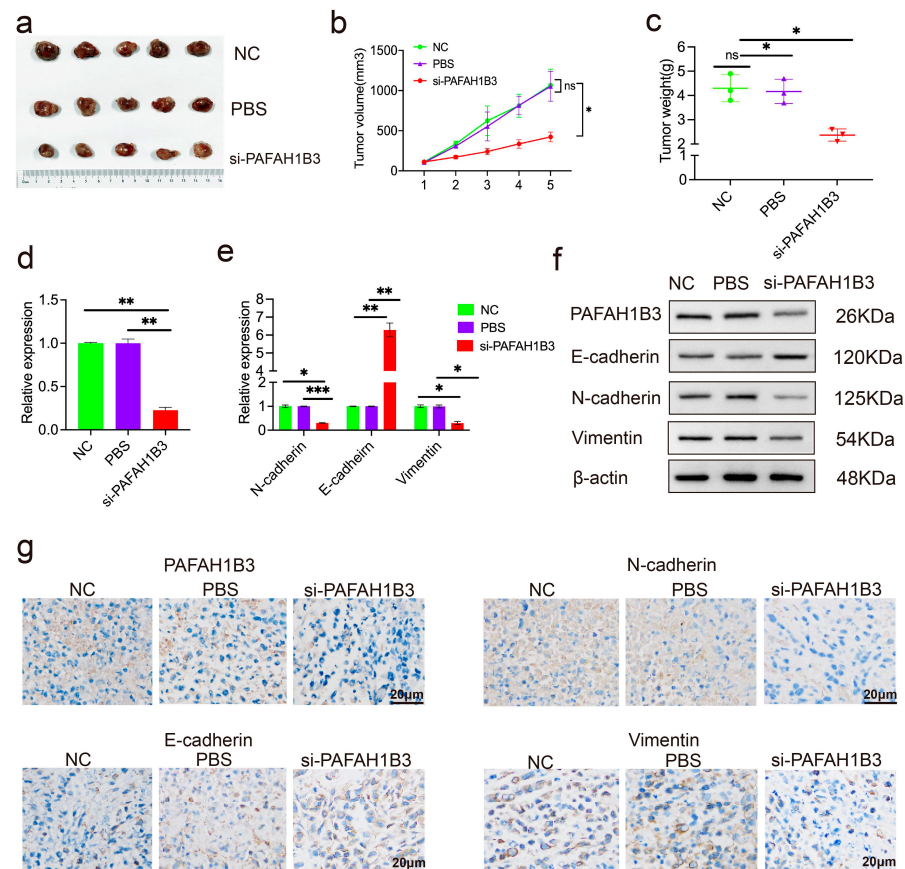 a
NC
PBS
si-PAFAH1B3
b
Tumor volume(mm3)
1500
1000
500
0
1 2 3 4 5
NC
PBS
si-PAFAH1B3
ns
*
c
Tumor weight(g)
6
5
4
3
2
1
0
ns
*
*
NC
PBS
si-PAFAH1B3
d
Relative expression
1.5
1.0
0.5
0.0
**
**
NC
PBS
si-PAFAH1B3
e
Relative expression
8
7
6
5
4
2
1
0
**
**
*
***
*
*
NC
PBS
si-PAFAH1B3
N-cadherin
E-cadheirn
Vimentin
f
NC PBS si-PAFAH1B3
PAFAH1B3 26KDa
E-cadherin 120KDa
N-cadherin 125KDa
Vimentin 54KDa
β-actin 48KDa
g
PAFAH1B3
NC PBS si-PAFAH1B3
20μm
N-cadherin
NC PBS si-PAFAH1B3
20μm
E-cadherin
NC PBS si-PAFAH1B3
20μm
Vimentin
NC PBS si-PAFAH1B3
20μm